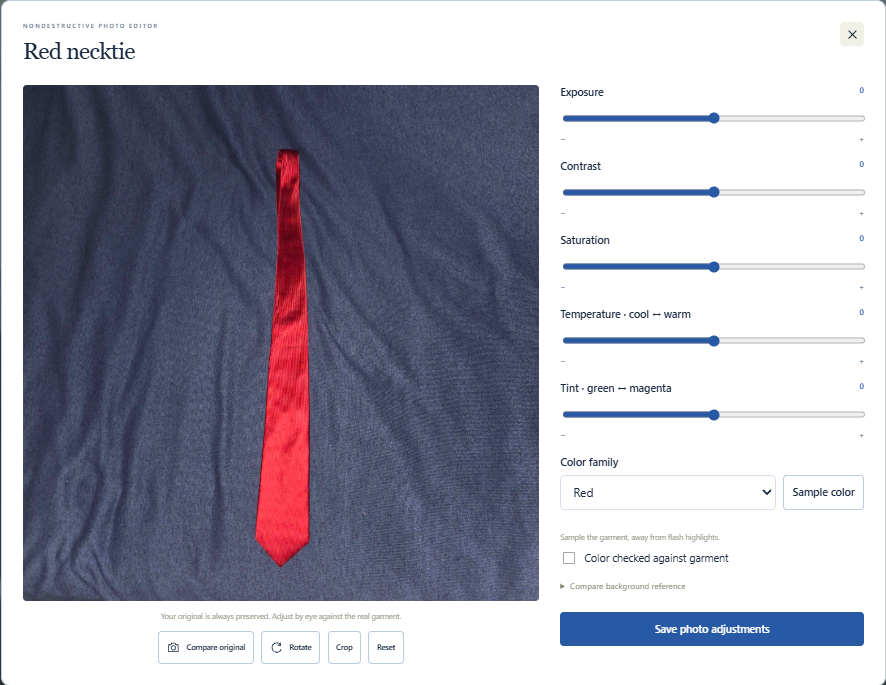 NONDESTRUCTIVE PHOTO EDITOR
Red necktie
Exposure 0
− +
Contrast 0
− +
Saturation 0
− +
Temperature · cool ↔ warm 0
− +
Tint · green ↔ magenta 0
− +
Color family
Red
Sample color
Sample the garment, away from flash highlights.
Color checked against garment
Compare background reference
Save photo adjustments
Your original is always preserved. Adjust by eye against the real garment.
Compare original
Rotate
Crop
Reset